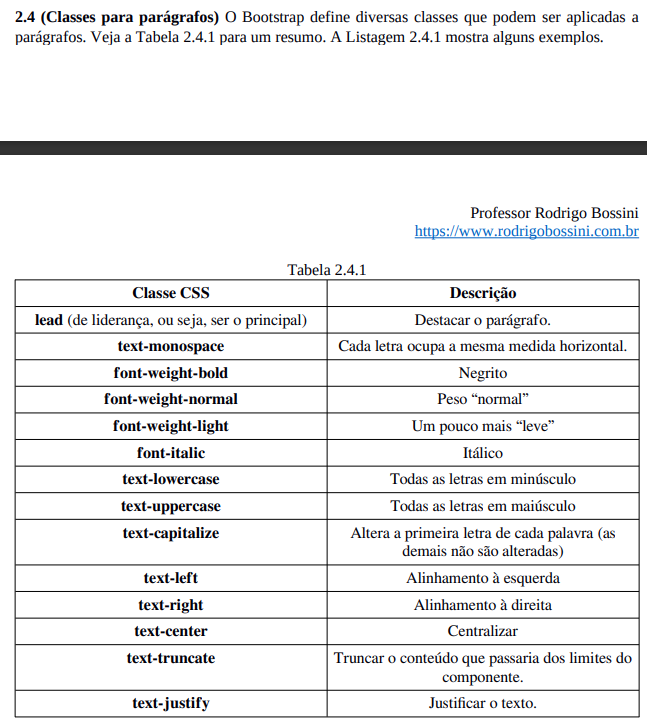 2.4 (Classes para parágrafos) O Bootstrap define diversas classes que podem ser aplicadas a
parágrafos. Veja a Tabela 2.4.1 para um resumo. A Listagem 2.4.1 mostra alguns exemplos.
Professor Rodrigo Bossini
https://www.rodrigobossini.com.br
Tabela 2.4.1
Classe CSS Descrição
lead (de liderança, ou seja, ser o principal) Destacar o parágrafo.
text-monospace Cada letra ocupa a mesma medida horizontal.
font-weight-bold Negrito
font-weight-normal Peso “normal”
font-weight-light Um pouco mais “leve”
font-italic Itálico
text-lowercase Todas as letras em minúsculo
text-uppercase Todas as letras em maiúsculo
text-capitalize Altera a primeira letra de cada palavra (as
demais não são alteradas)
text-left Alinhamento à esquerda
text-right Alinhamento à direita
text-center Centralizar
text-truncate Truncar o conteúdo que passaria dos limites do
componente.
text-justify Justificar o texto.